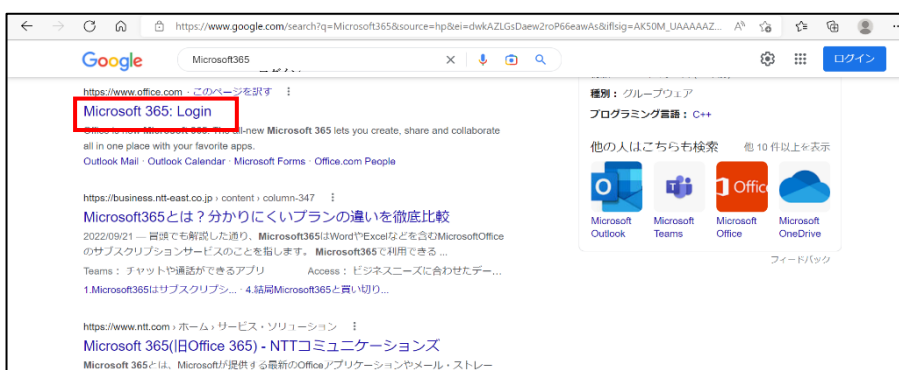 https://www.google.com/search?q=Microsoft365&source=hp&ei=dwkAZLGsDaew2roP66eawAs&iflsig=AK50M_UAAAAAZ...
Google
Microsoft365
ログイン
https://www.office.com · このページを訳す
Microsoft 365: Login
Office is now Microsoft 365. The all-new Microsoft 365 lets you create, share and collaborate
all in one place with your favorite apps.
Outlook Mail · Outlook Calendar · Microsoft Forms · Office.com People
https://business.ntt-east.co.jp › content › column-347
Microsoft365とは？分かりにくいプランの違いを徹底比較
2022/09/21 — 冒頭でも解説した通り、Microsoft365はWordやExcelなどを含むMicrosoftOffice
のサブスクリプションサービスのことを指します。 Microsoft365で利用できる ...
Teams： チャットや通話ができるアプリ Access： ビジネスニーズに合わせたデー...
1.Microsoft365はサブスクリプシ... · 4.結局Microsoft365と買い切り...
https://www.ntt.com › ホーム › サービス・ソリューション
Microsoft 365(旧Office 365) - NTTコミュニケーションズ
Microsoft 365とは、Microsoftが提供する最新のOfficeアプリケーションやメール・ストレー
種別： グループウェア
プログラミング言語： C++
他の人はこちらも検索 他 10 件以上を表示
Office
Microsoft Outlook
Microsoft Teams
Microsoft Office
Microsoft OneDrive
フィードバック